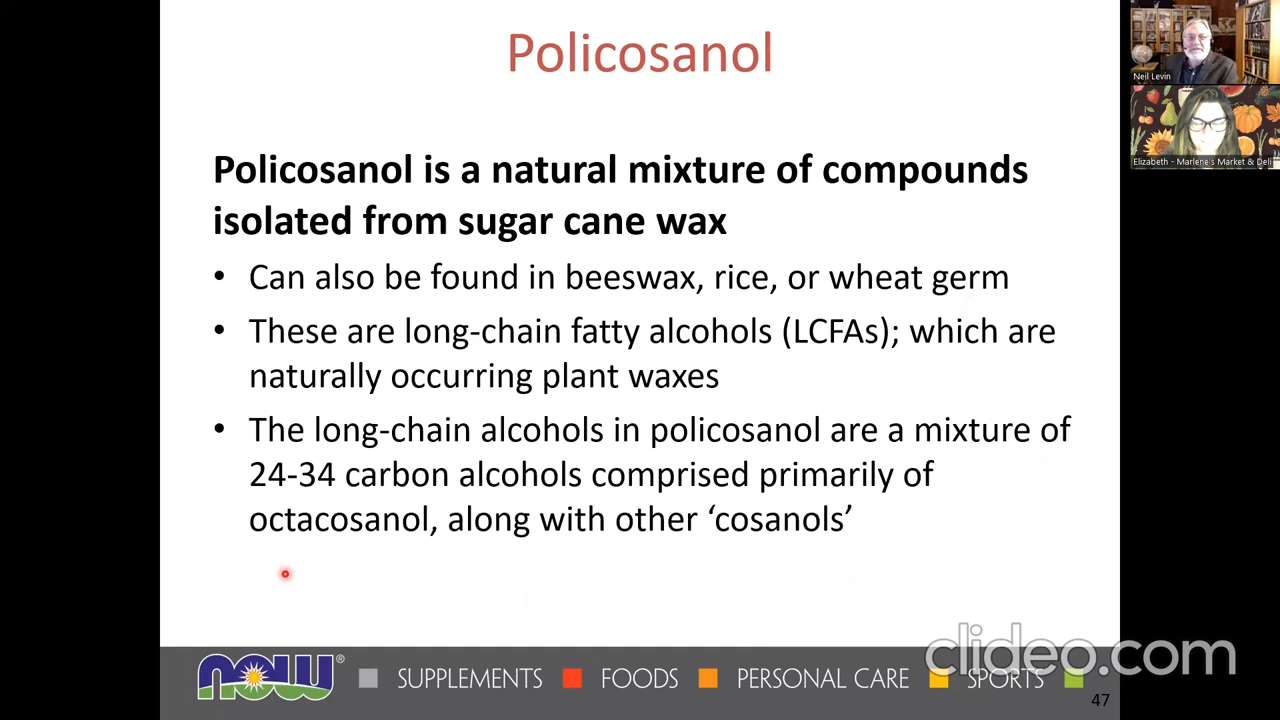 Policosanol
Neil Levin
Elizabeth - Marlene's Market & Deli
Policosanol is a natural mixture of compounds
isolated from sugar cane wax
• Can also be found in beeswax, rice, or wheat germ
• These are long-chain fatty alcohols (LCFAs); which are
naturally occurring plant waxes
• The long-chain alcohols in policosanol are a mixture of
24-34 carbon alcohols comprised primarily of
octacosanol, along with other ‘cosanols’
clideo.com
now® SUPPLEMENTS FOODS PERSONAL CARE SPORTS
47